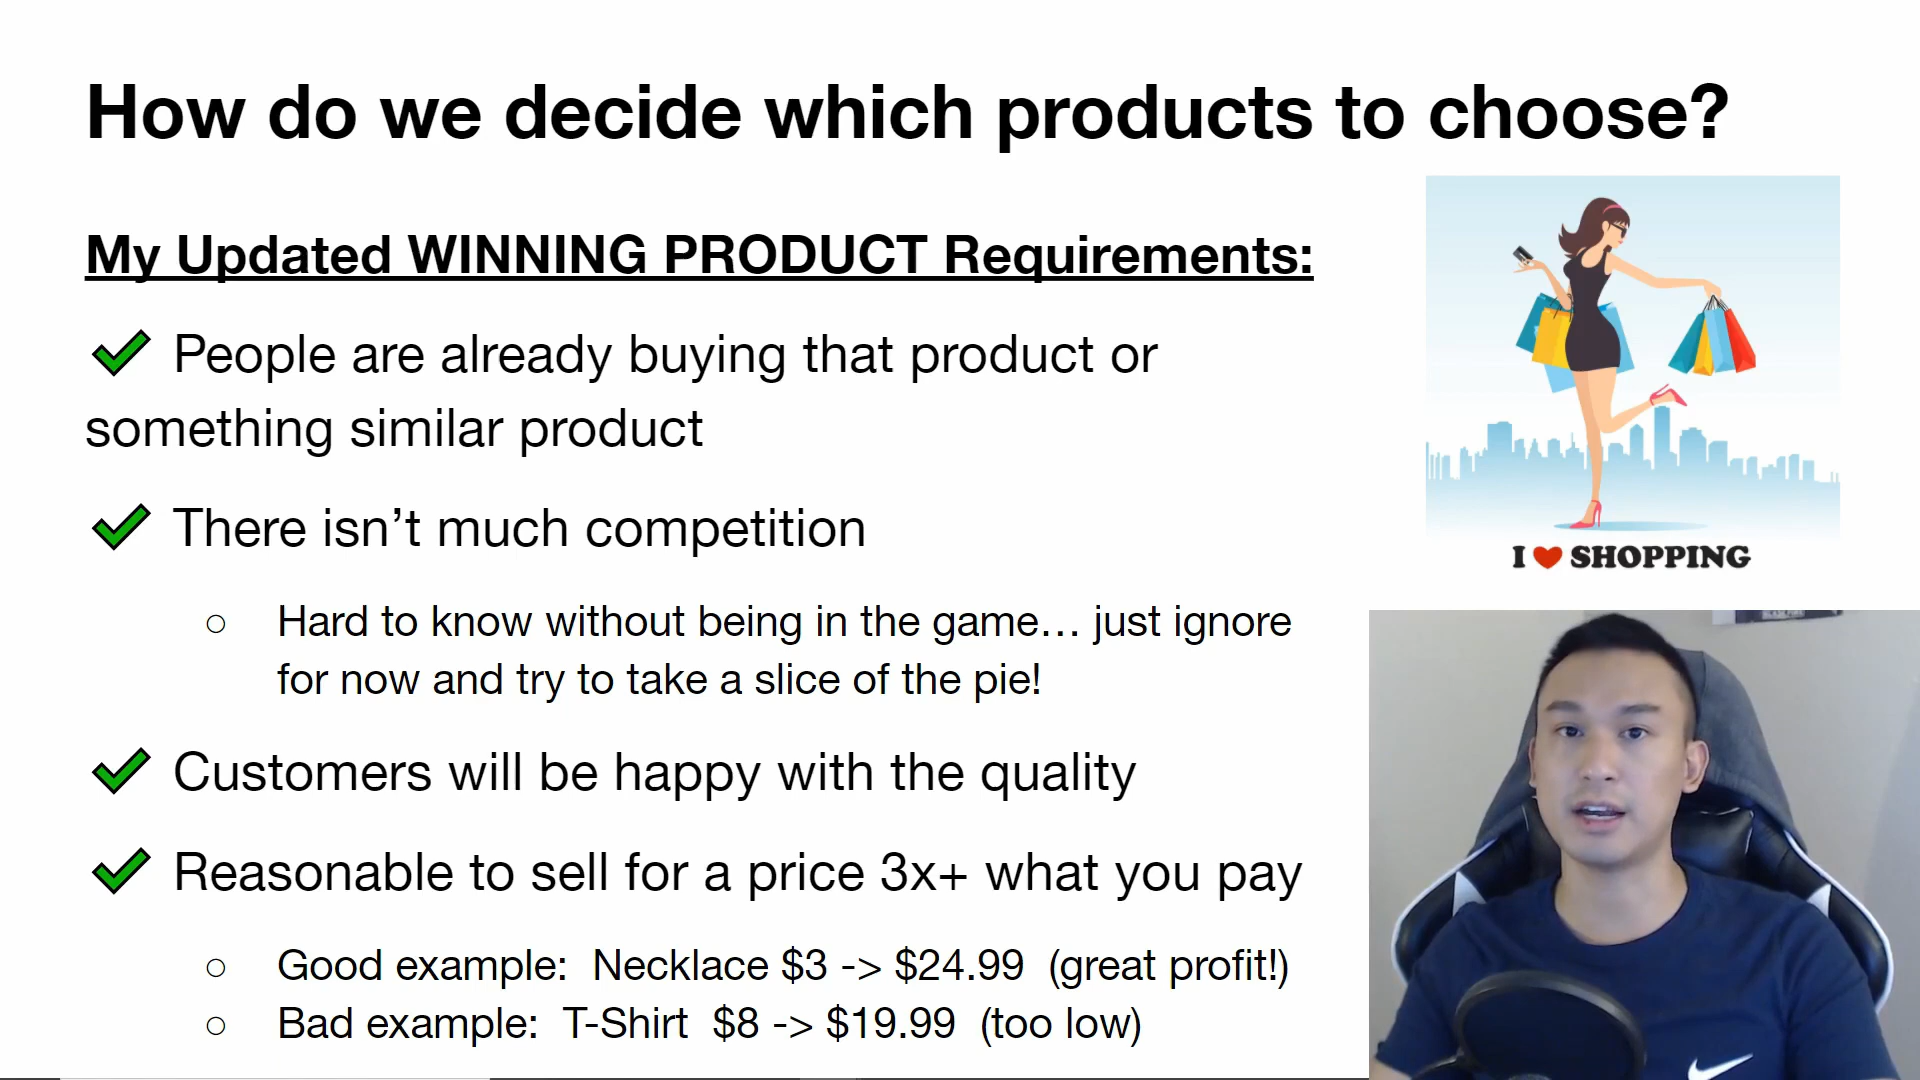 How do we decide which products to choose?
My Updated WINNING PRODUCT Requirements:
People are already buying that product or
something similar product
There isn’t much competition
Hard to know without being in the game… just ignore
for now and try to take a slice of the pie!
Customers will be happy with the quality
Reasonable to sell for a price 3x+ what you pay
Good example: Necklace $3 -> $24.99 (great profit!)
Bad example: T-Shirt $8 -> $19.99 (too low)
I ❤ SHOPPING